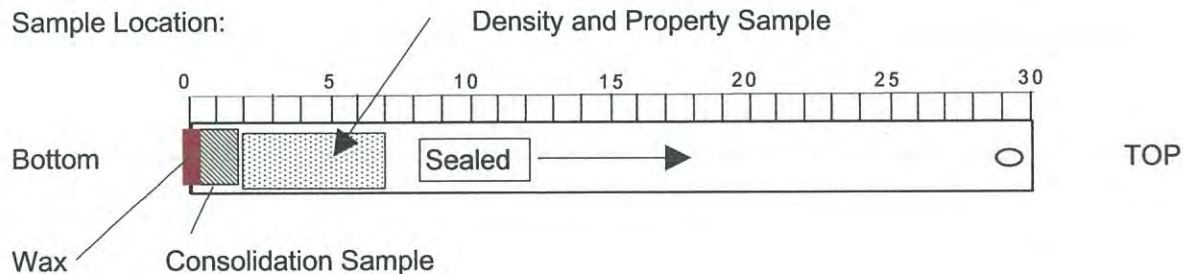 Sample Location: Density and Property Sample
0 5 10 15 20 25 30
Bottom Sealed TOP
Wax Consolidation Sample